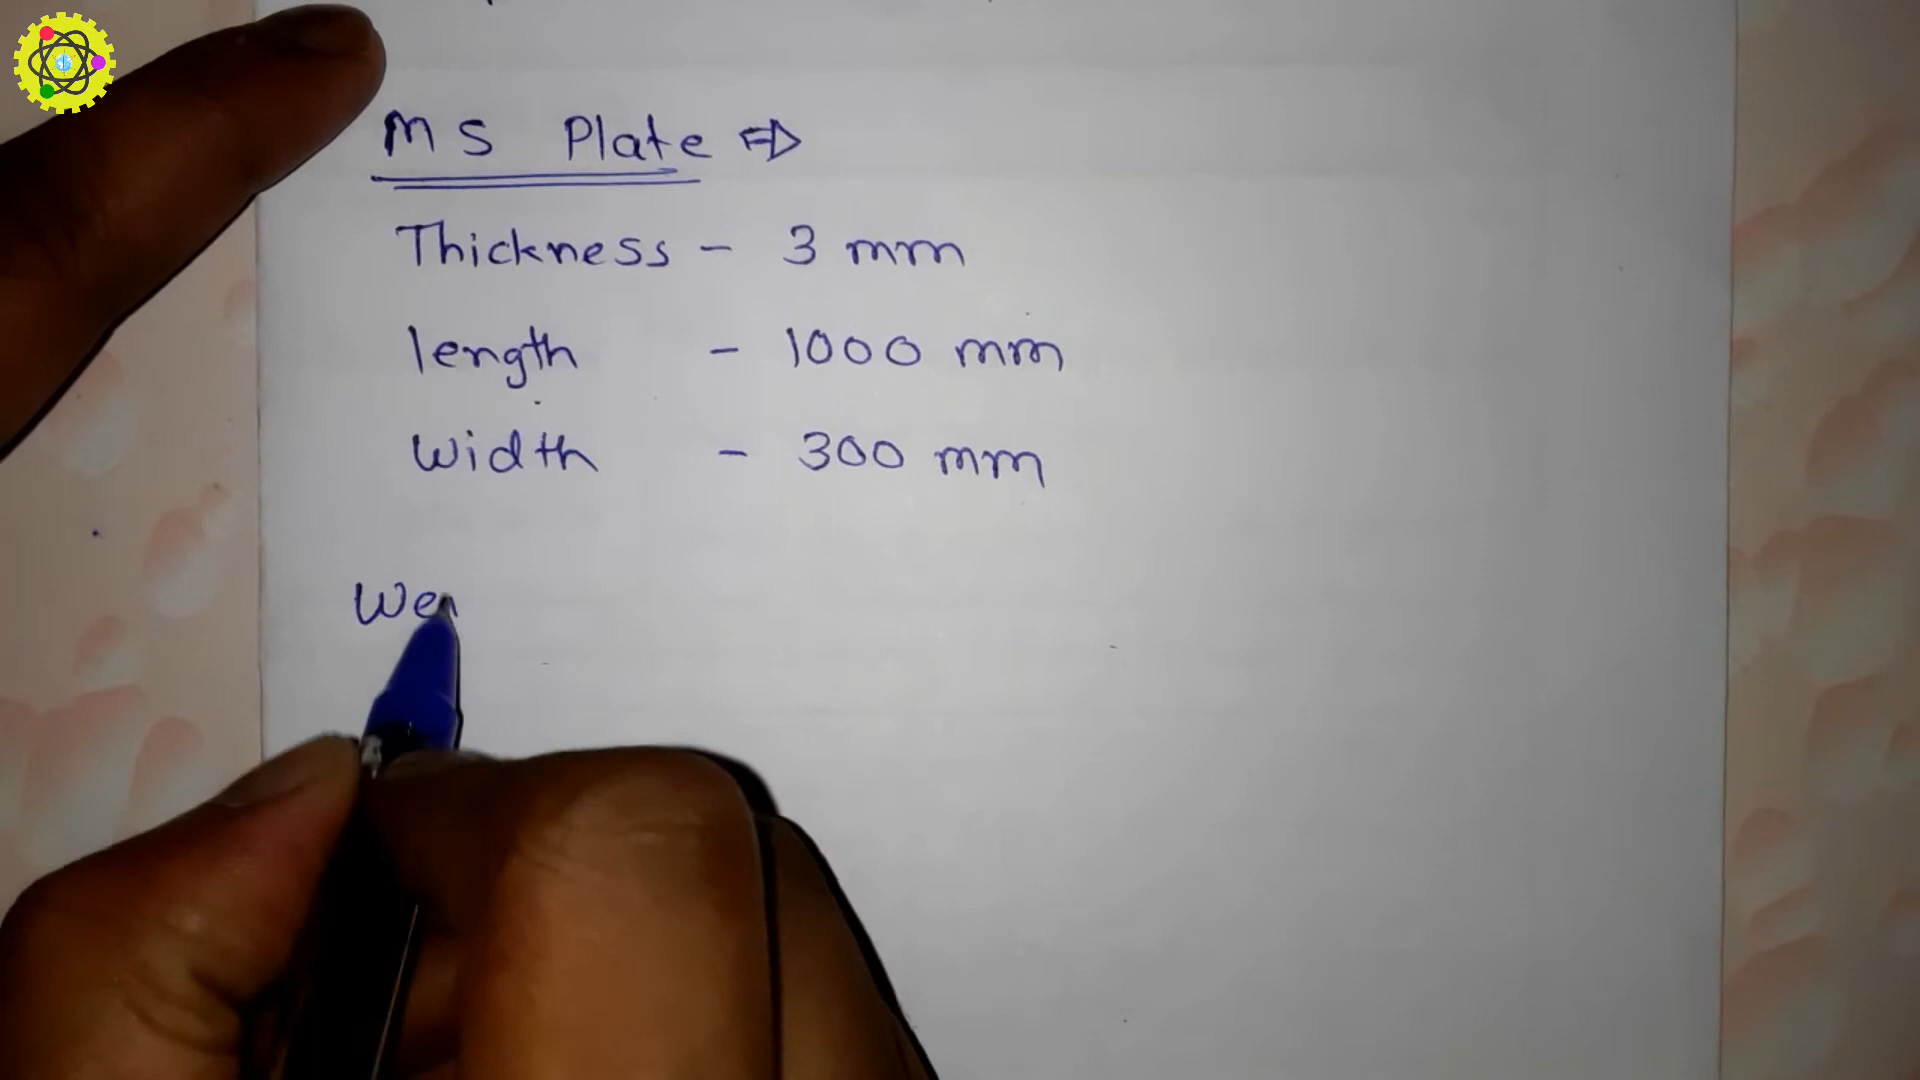 MS Plate ⇒
Thickness - 3 mm
length - 1000 mm
Width - 300 mm
We